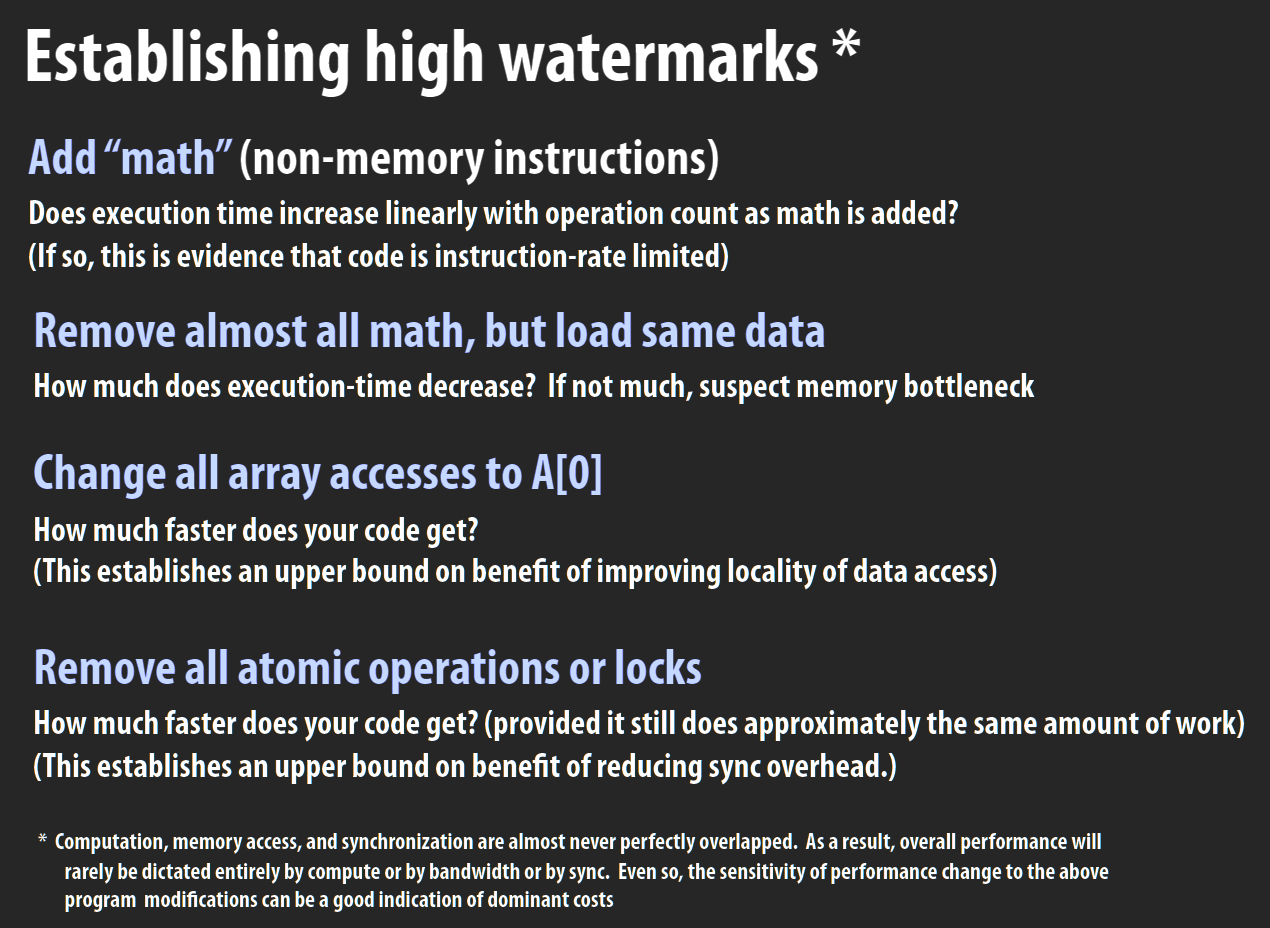 Establishing high watermarks *
Add “math” (non-memory instructions)
Does execution time increase linearly with operation count as math is added?
(If so, this is evidence that code is instruction-rate limited)
Remove almost all math, but load same data
How much does execution-time decrease? If not much, suspect memory bottleneck
Change all array accesses to A[0]
How much faster does your code get?
(This establishes an upper bound on benefit of improving locality of data access)
Remove all atomic operations or locks
How much faster does your code get? (provided it still does approximately the same amount of work)
(This establishes an upper bound on benefit of reducing sync overhead.)
* Computation, memory access, and synchronization are almost never perfectly overlapped. As a result, overall performance will
rarely be dictated entirely by compute or by bandwidth or by sync. Even so, the sensitivity of performance change to the above
program modifications can be a good indication of dominant costs